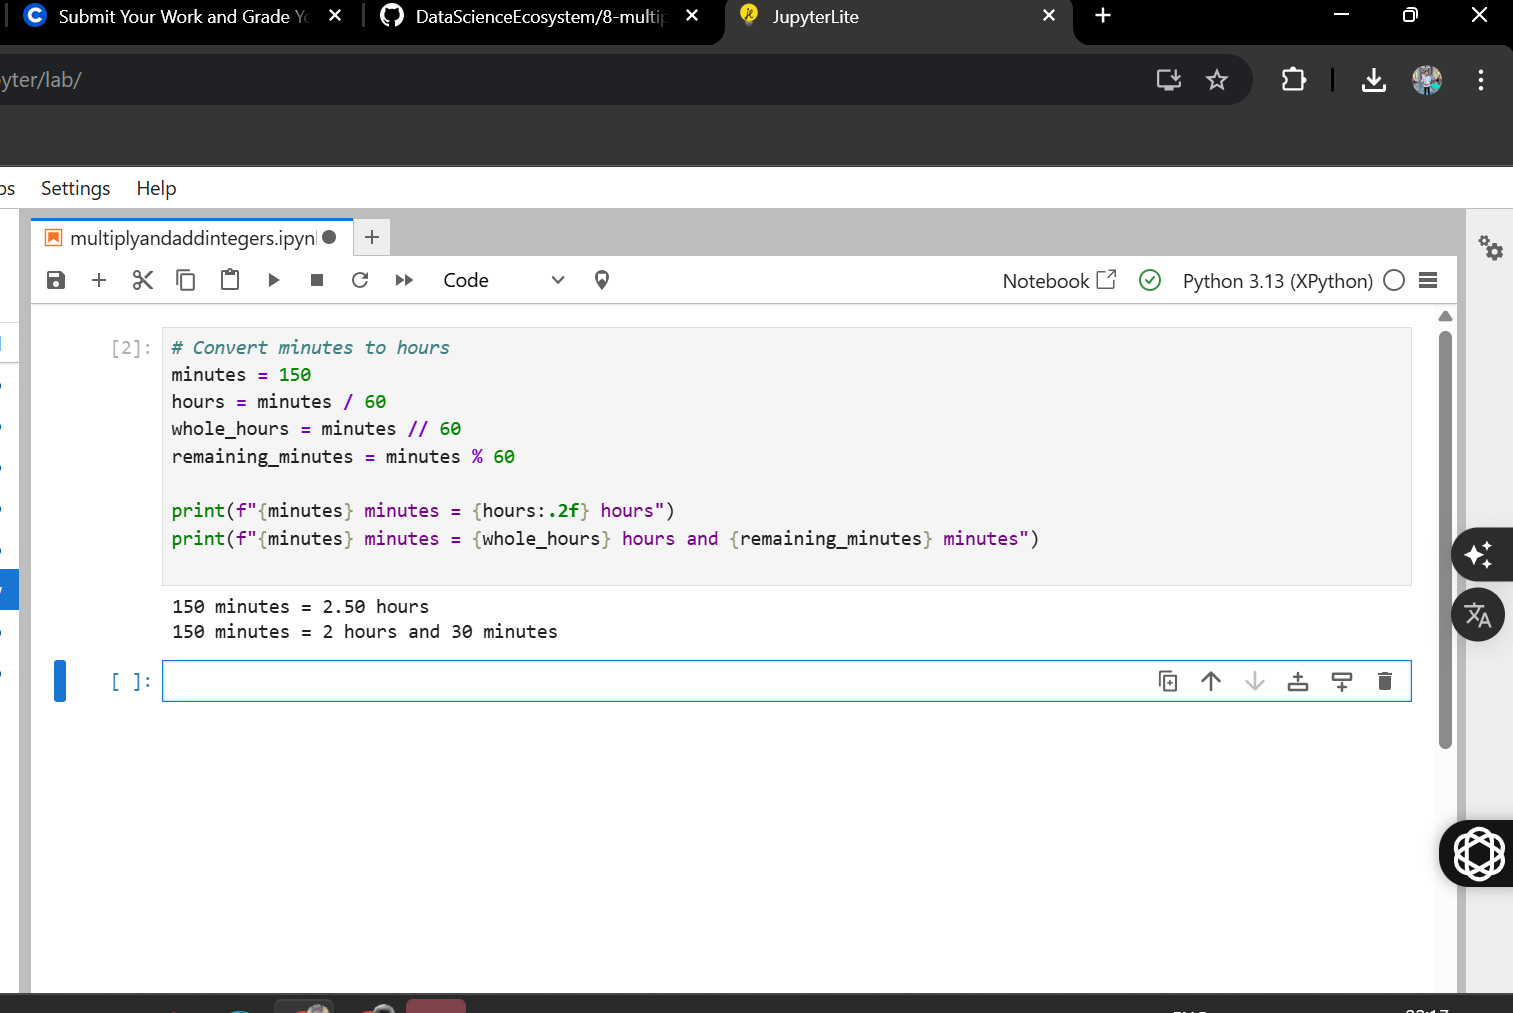 Submit Your Work and Grade
DataScienceEcosystem/8-multip
JupyterLite
yter/lab/
Settings Help
multiplyandaddintegers.ipyn
Code
Notebook
Python 3.13 (XPython)
[2]:
# Convert minutes to hours
minutes = 150
hours = minutes / 60
whole_hours = minutes // 60
remaining_minutes = minutes % 60
print(f"{minutes} minutes = {hours:.2f} hours")
print(f"{minutes} minutes = {whole_hours} hours and {remaining_minutes} minutes")
150 minutes = 2.50 hours
150 minutes = 2 hours and 30 minutes
[ ]: